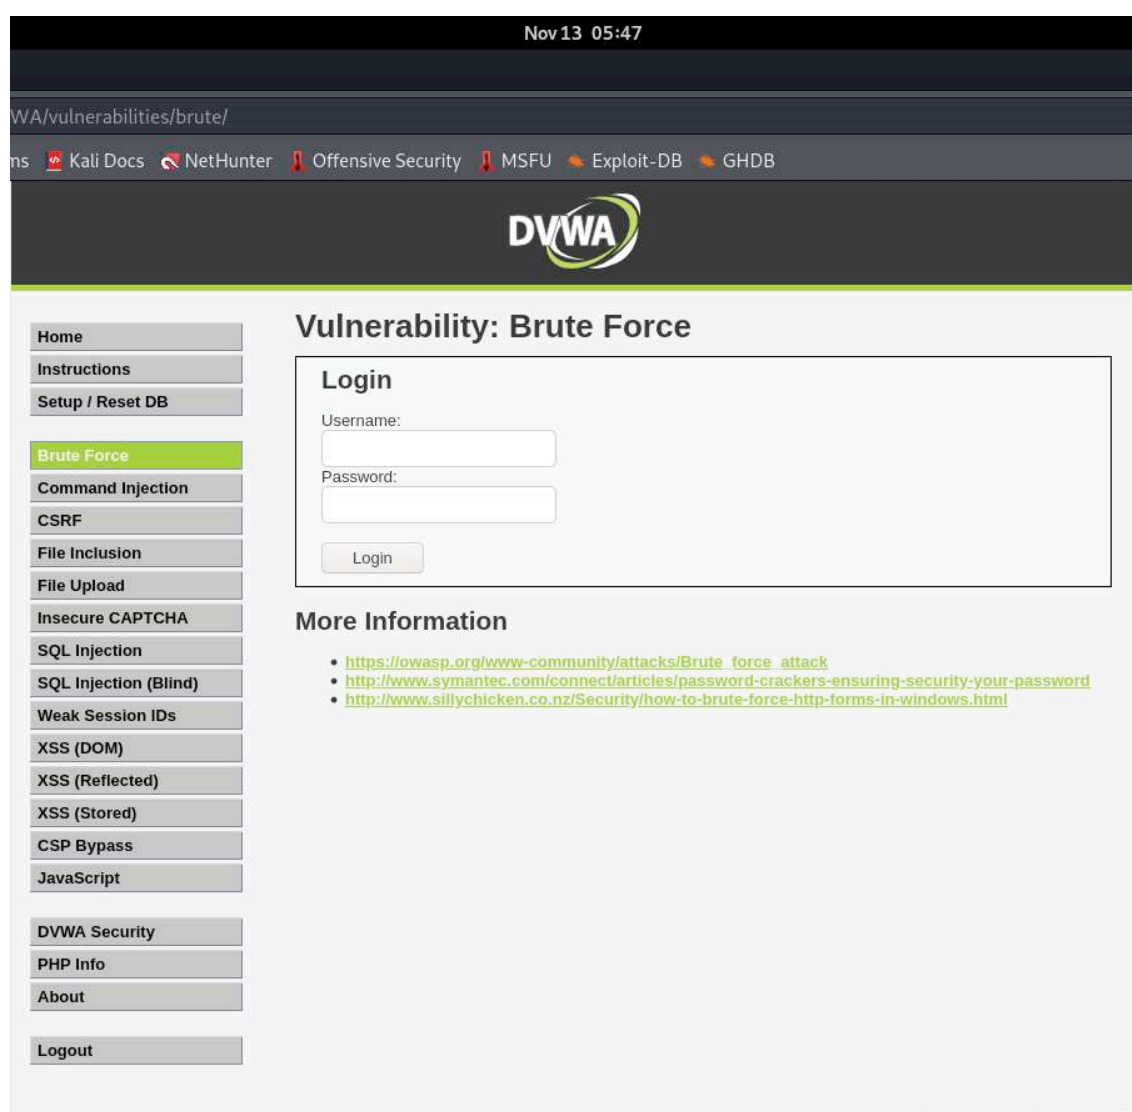 Nov 13 05:47
WA/vulnerabilities/brute/
ms Kali Docs NetHunter Offensive Security MSFU Exploit-DB GHDB
DVWA
Home
Instructions
Setup / Reset DB
Brute Force
Command Injection
CSRF
File Inclusion
File Upload
Insecure CAPTCHA
SQL Injection
SQL Injection (Blind)
Weak Session IDs
XSS (DOM)
XSS (Reflected)
XSS (Stored)
CSP Bypass
JavaScript
DVWA Security
PHP Info
About
Logout
Vulnerability: Brute Force
Login
Username:
Password:
Login
More Information
https://owasp.org/www-community/attacks/Brute_force_attack
http://www.symantec.com/connect/articles/password-crackers-ensuring-security-your-password
http://www.sillychicken.co.nz/Security/how-to-brute-force-http-forms-in-windows.html